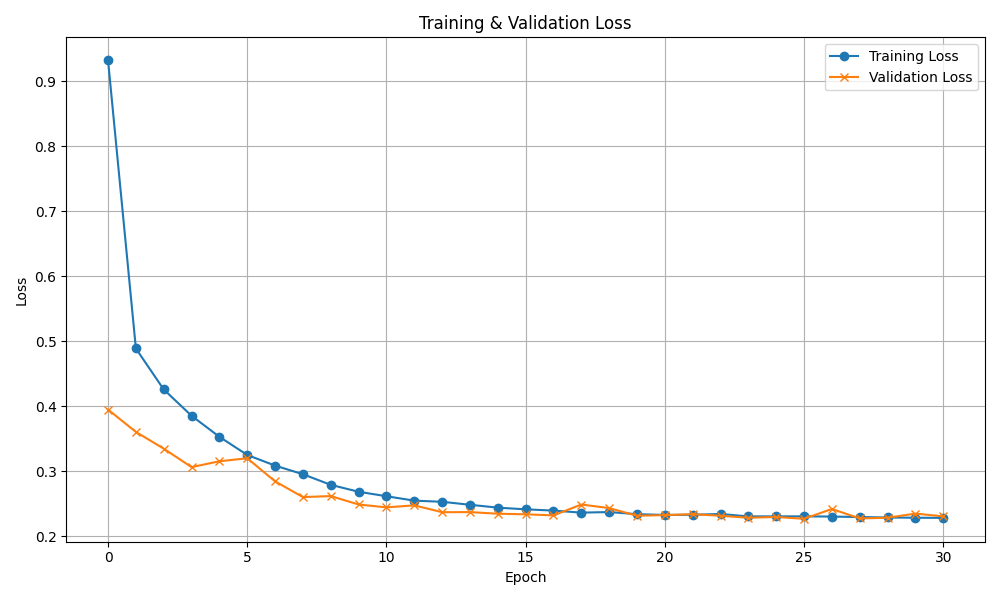 Training & Validation Loss
Training Loss
Validation Loss
0.9
0.8
0.7
0.6
0.5
0.4
0.3
0.2
Loss
0 5 10 15 20 25 30
Epoch